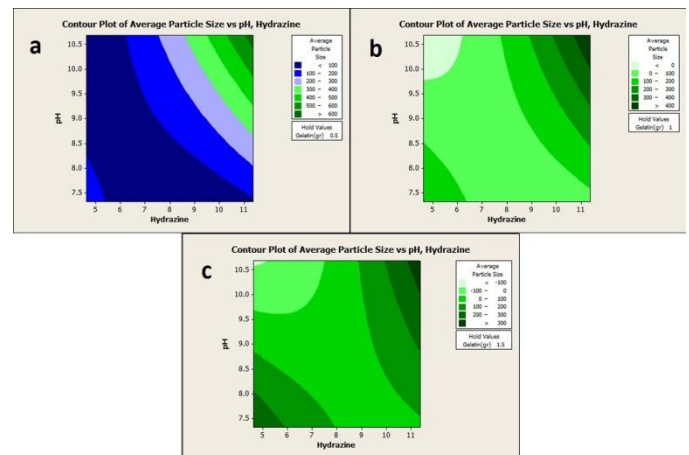 a
Contour Plot of Average Particle Size vs pH, Hydrazine
Average
Particle
Size
< 100
100 – 200
200 – 300
300 – 400
400 – 500
500 – 600
> 600
Hold Values
Gelatin(gr) 0.5
pH
10.5
10.0
9.5
9.0
8.5
8.0
7.5
5 6 7 8 9 10 11
Hydrazine
b
Contour Plot of Average Particle Size vs pH, Hydrazine
Average
Particle
Size
< 0
0 – 100
100 – 200
200 – 300
300 – 400
> 400
Hold Values
Gelatin(gr) 1
pH
10.5
10.0
9.5
9.0
8.5
8.0
7.5
5 6 7 8 9 10 11
Hydrazine
c
Contour Plot of Average Particle Size vs pH, Hydrazine
Average
Particle Size
< -100
-100 – 0
0 – 100
100 – 200
200 – 300
> 300
Hold Values
Gelatin(gr) 1.5
pH
10.5
10.0
9.5
9.0
8.5
8.0
7.5
5 6 7 8 9 10 11
Hydrazine